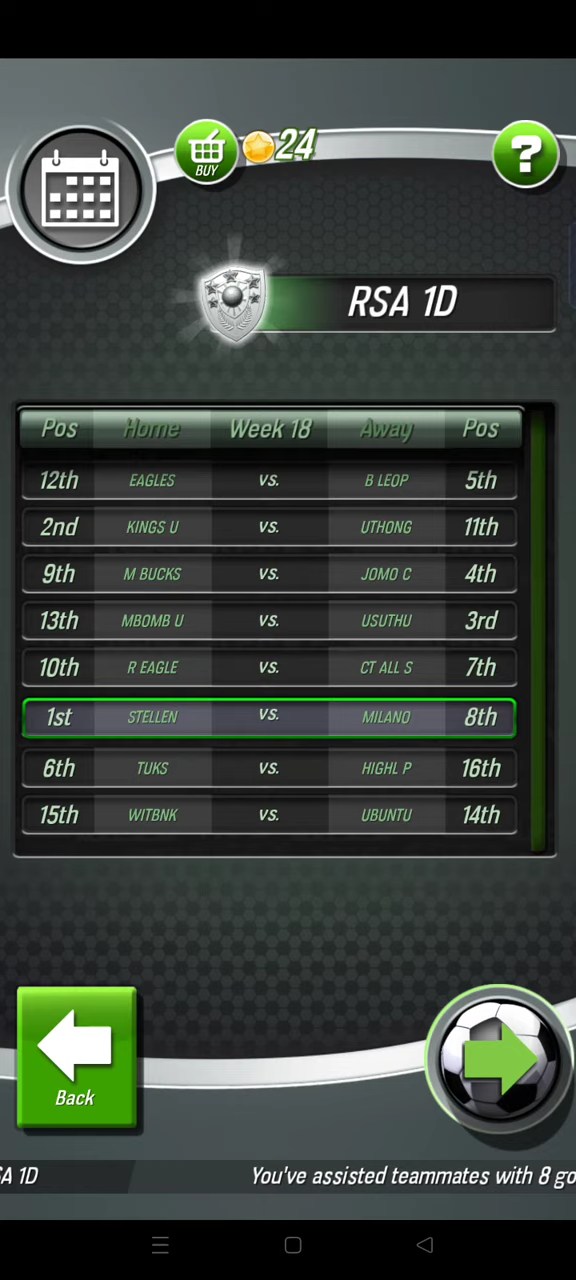 BUY
24
?
RSA 1D
Pos Home Week 18 Away Pos
12th EAGLES VS. B LEOP 5th
2nd KINGS U VS. UTHONG 11th
9th M BUCKS VS. JOMO C 4th
13th MBOMB U VS. USUTHU 3rd
10th R EAGLE VS. CT ALL S 7th
1st STELLEN VS. MILANO 8th
6th TUKS VS. HIGHL P 16th
15th WITBNK VS. UBUNTU 14th
Back
SA 1D You've assisted teammates with 8 go